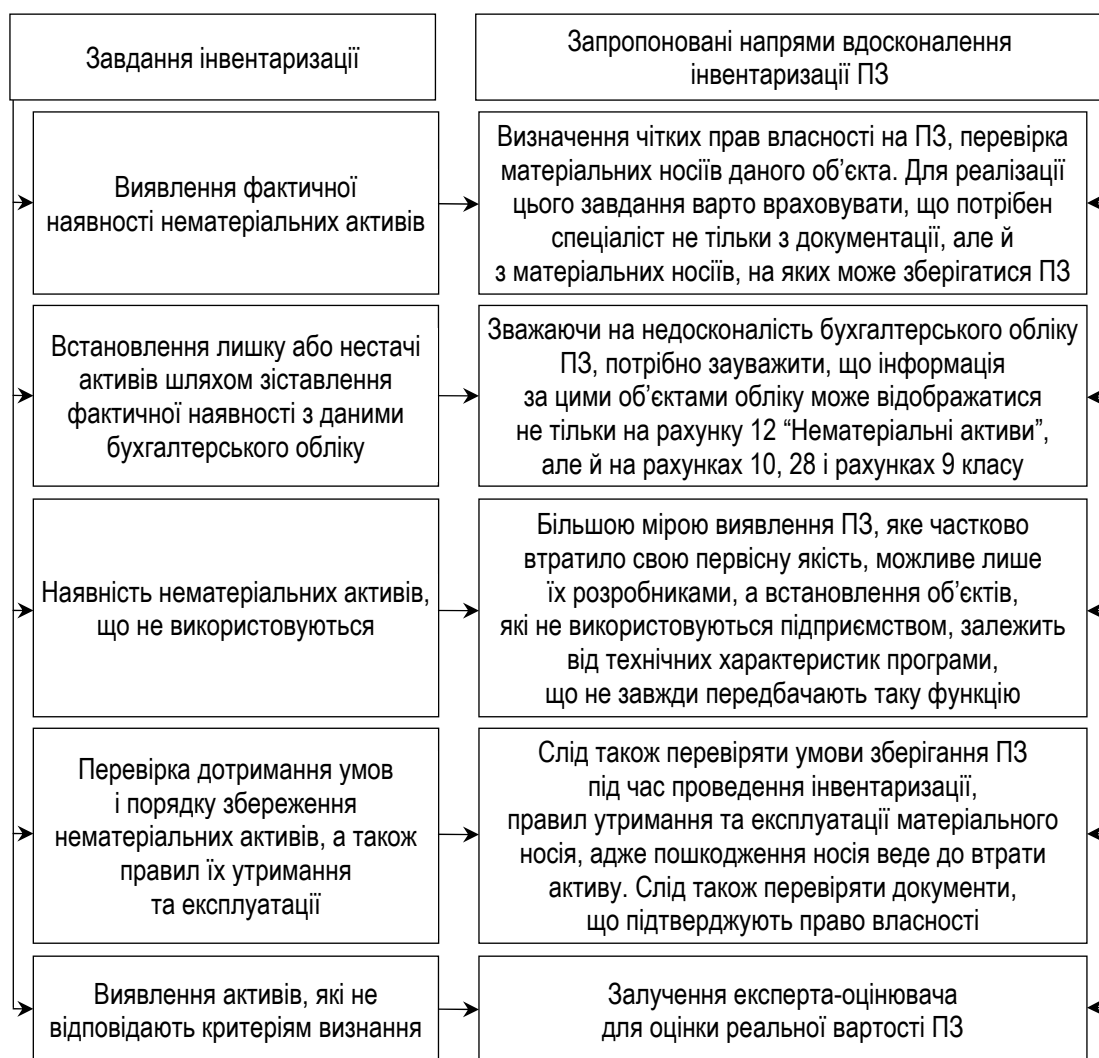 Завдання інвентаризації
Запропоновані напрями вдосконалення
інвентаризації ПЗ
Виявлення фактичної
наявності нематеріальних активів
Визначення чітких прав власності на ПЗ, перевірка
матеріальних носіїв даного об’єкта. Для реалізації
цього завдання варто враховувати, що потрібен
спеціаліст не тільки з документації, але й
з матеріальних носіїв, на яких може зберігатися ПЗ
Встановлення лишку або нестачі
активів шляхом зіставлення
фактичної наявності з даними
бухгалтерського обліку
Зважаючи на недосконалість бухгалтерського обліку
ПЗ, потрібно зауважити, що інформація
за цими об’єктами обліку може відображатися
не тільки на рахунку 12 “Нематеріальні активи”,
але й на рахунках 10, 28 і рахунках 9 класу
Наявність нематеріальних активів,
що не використовуються
Більшою мірою виявлення ПЗ, яке частково
втратило свою первісну якість, можливе лише
їх розробниками, а встановлення об’єктів,
які не використовуються підприємством, залежить
від технічних характеристик програми,
що не завжди передбачають таку функцію
Перевірка дотримання умов
і порядку збереження
нематеріальних активів, а також
правил їх утримання
та експлуатації
Слід також перевіряти умови зберігання ПЗ
під час проведення інвентаризації,
правил утримання та експлуатації матеріального
носія, адже пошкодження носія веде до втрати
активу. Слід також перевіряти документи,
що підтверджують право власності
Виявлення активів, які не
відповідають критеріям визнання
Залучення експерта-оцінювача
для оцінки реальної вартості ПЗ